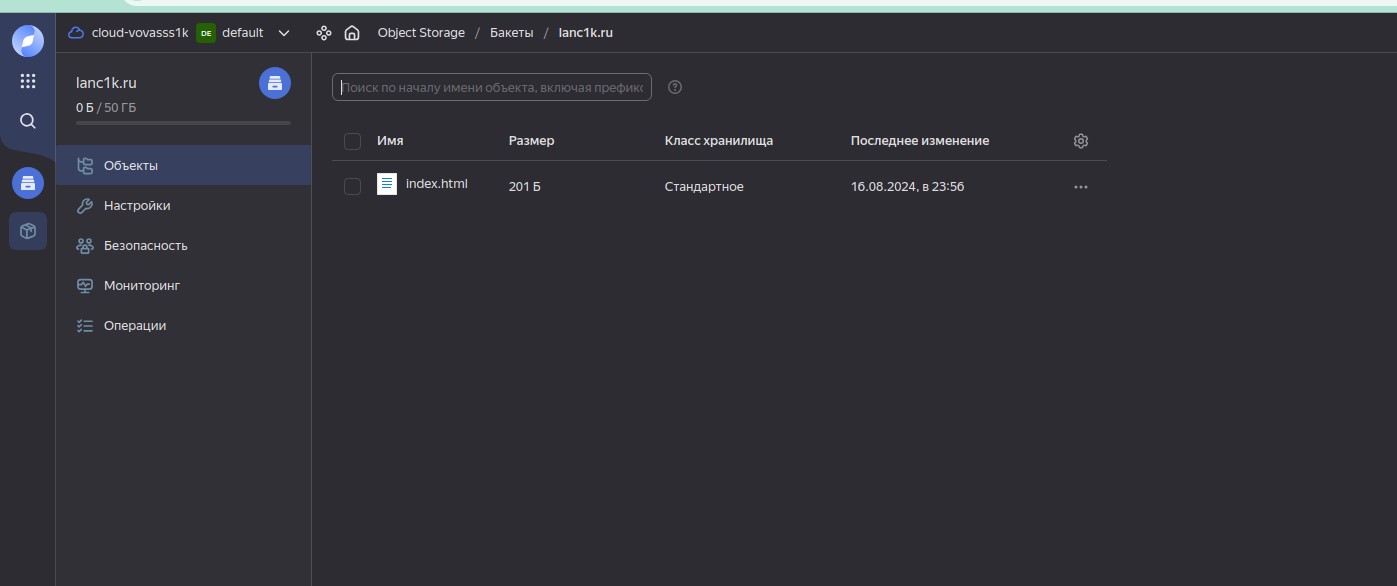 cloud-vovasss1k DE default Object Storage / Бакеты / lanc1k.ru
lanc1k.ru
0 Б / 50 ГБ
Объекты
Настройки
Безопасность
Мониторинг
Операции
Поиск по началу имени объекта, включая префикс
Имя Размер Класс хранилища Последнее изменение
index.html 201 Б Стандартное 16.08.2024, в 23:56